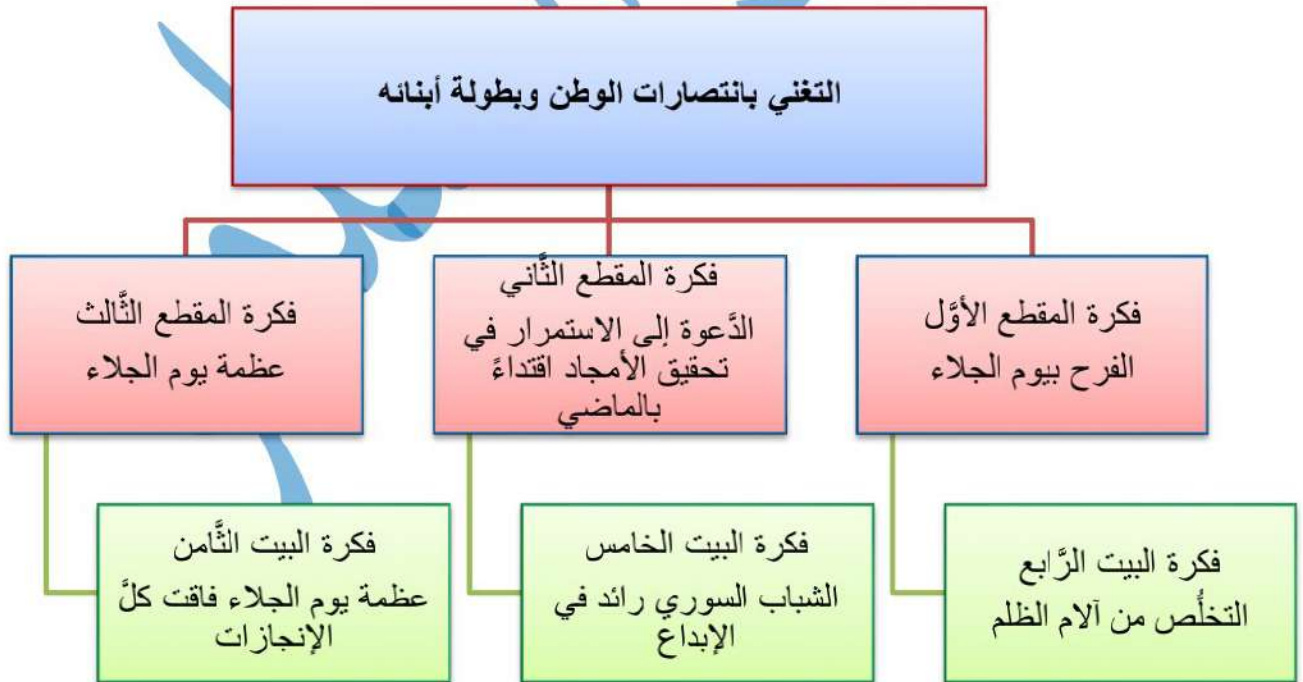 التغني بانتصارات الوطن وبطولة أبنائه
فكرة المقطع الأوَّل
الفرح بيوم الجلاء
فكرة المقطع الثَّاني
الدَّعوة إلى الاستمرار في
تحقيق الأمجاد اقتداءً
بالماضي
فكرة المقطع الثَّالث
عظمة يوم الجلاء
فكرة البيت الرَّابع
التخلُّص من آلام الظلم
فكرة البيت الخامس
الشباب السوري رائد في
الإبداع
فكرة البيت الثَّامن
عظمة يوم الجلاء فاقت كلَّ
الإنجازات